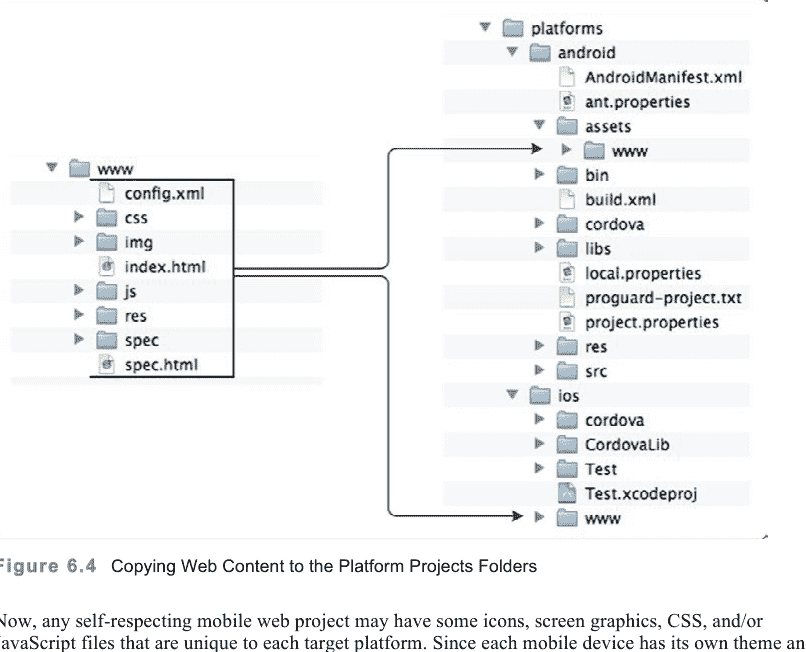 www
config.xml
css
img
index.html
js
res
spec
spec.html
platforms
android
AndroidManifest.xml
ant.properties
assets
www
bin
build.xml
cordova
libs
local.properties
proguard-project.txt
project.properties
res
src
ios
cordova
CordovaLib
Test
Test.xcodeproj
www
Figure 6.4 Copying Web Content to the Platform Projects Folders
Now, any self-respecting mobile web project may have some icons, screen graphics, CSS, and/or
JavaScript files that are unique to each target platform. Since each mobile device has its own theme an